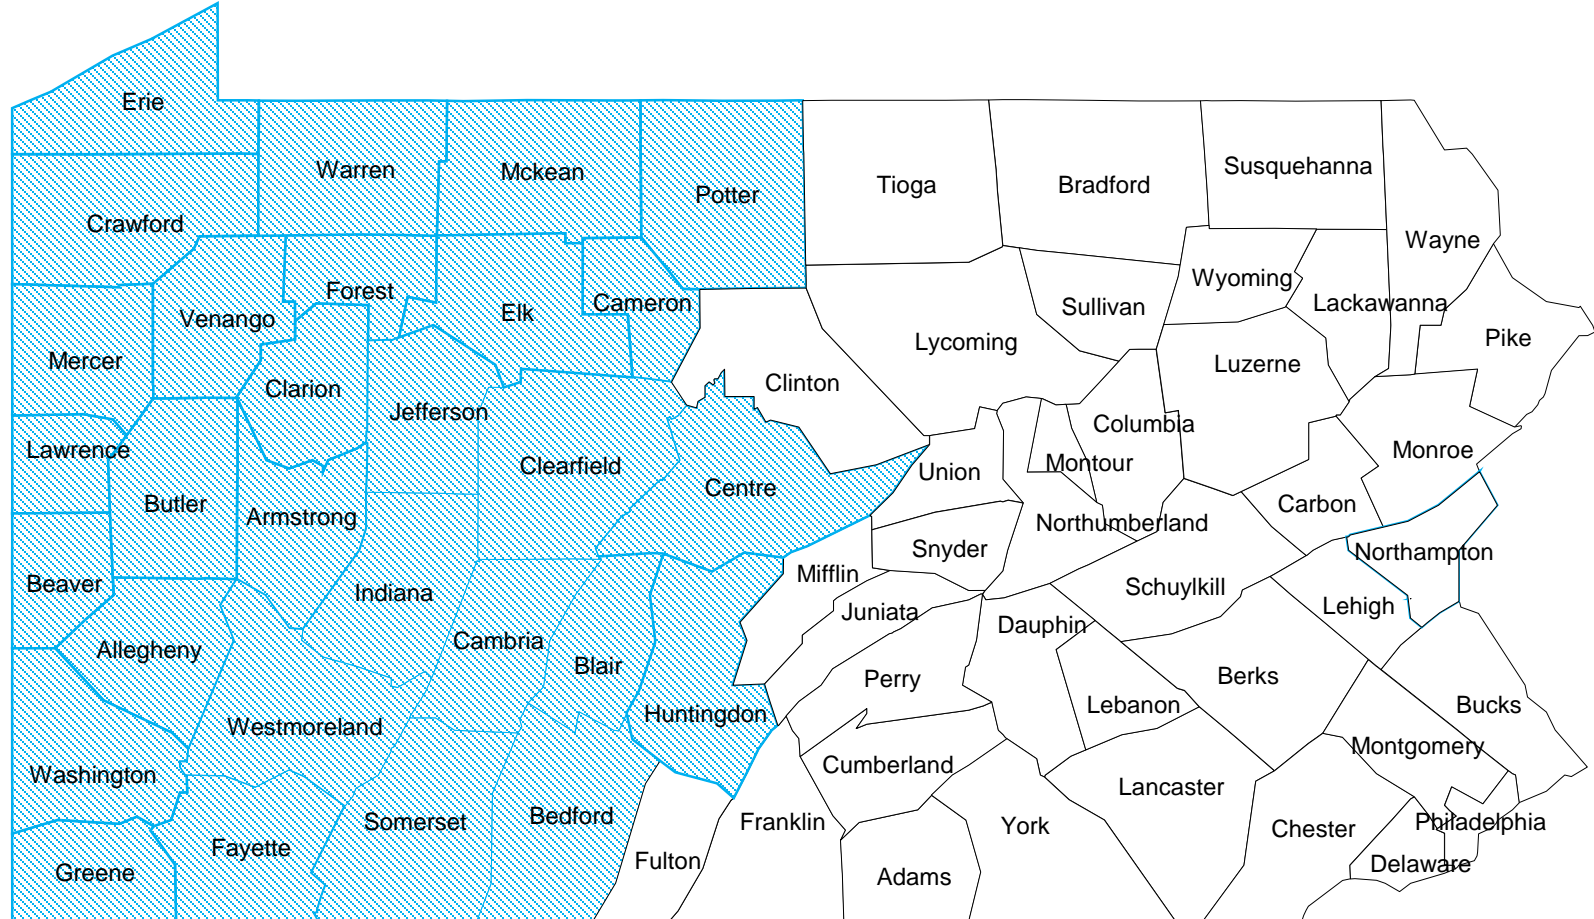 Erie
Warren
Mckean
Potter
Tioga
Bradford
Susquehanna
Crawford
Wayne
Venango
Forest
Elk
Cameron
Sullivan
Wyoming
Lackawanna
Mercer
Clarion
Jefferson
Clinton
Lycoming
Luzerne
Pike
Lawrence
Butler
Armstrong
Clearfield
Centre
Union
Montour
Columbia
Monroe
Carbon
Northumberland
Snyder
Northampton
Beaver
Indiana
Mifflin
Juniata
Schuylkill
Lehigh
Allegheny
Cambria
Blair
Dauphin
Perry
Lebanon
Berks
Bucks
Westmoreland
Huntingdon
Montgomery
Washington
Cumberland
Lancaster
Fayette
Somerset
Bedford
Franklin
York
Chester
Philadelphia
Greene
Fulton
Adams
Delaware